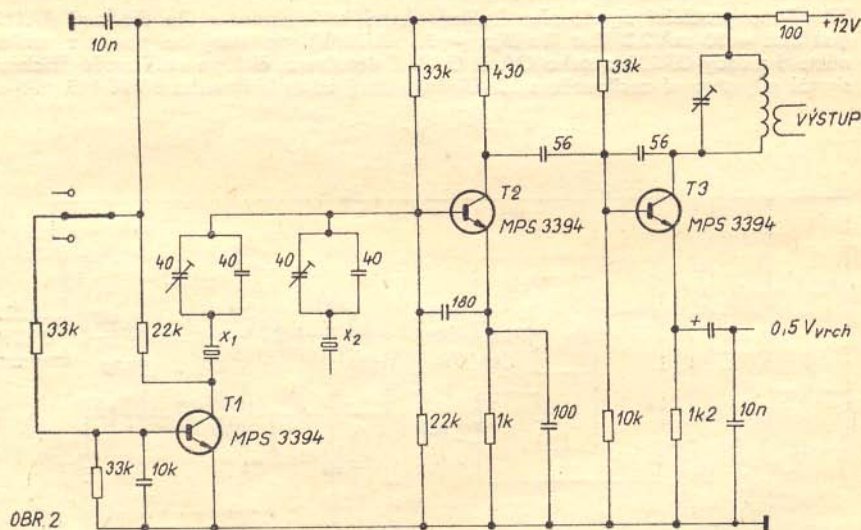 10n
33k
430
33k
100
+12V
VÝSTUP
56
56
T2
T3
MPS 3394
MPS 3394
40
40
40
40
33k
22k
X1
X2
180
0,5 Vvrch
T1
MPS 3394
22k
1k
100
10k
1k2
10n
33k
10k
OBR. 2